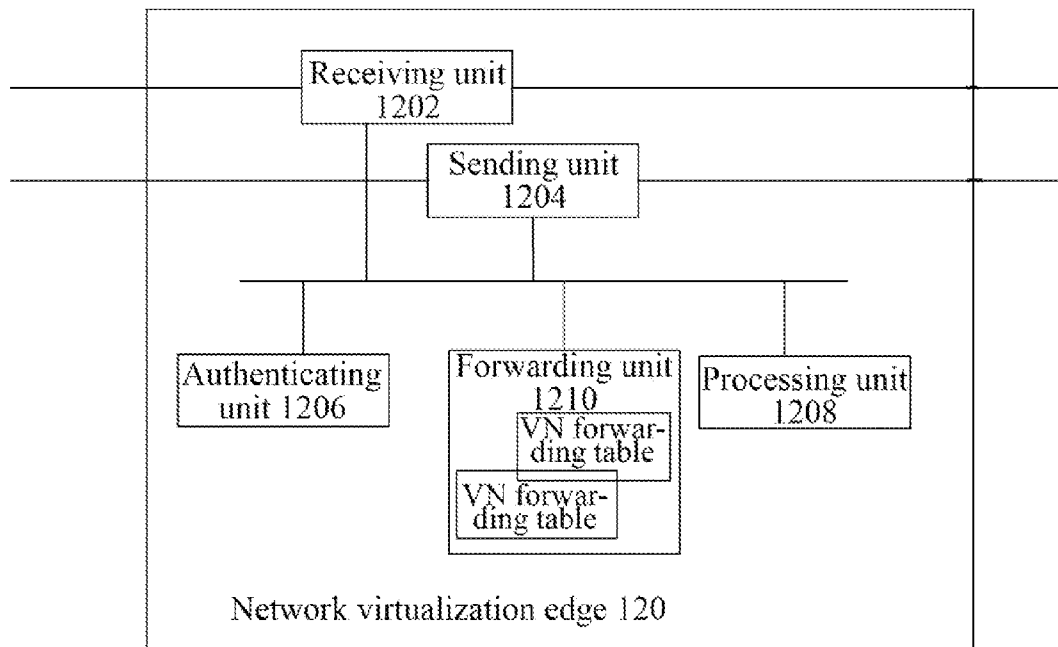 Receiving unit
1202
Sending unit
1204
Authenticating
unit 1206
Forwarding unit
1210
VN forwar-
ding table
VN forwar-
ding table
Processing unit
1208
Network virtualization edge 120